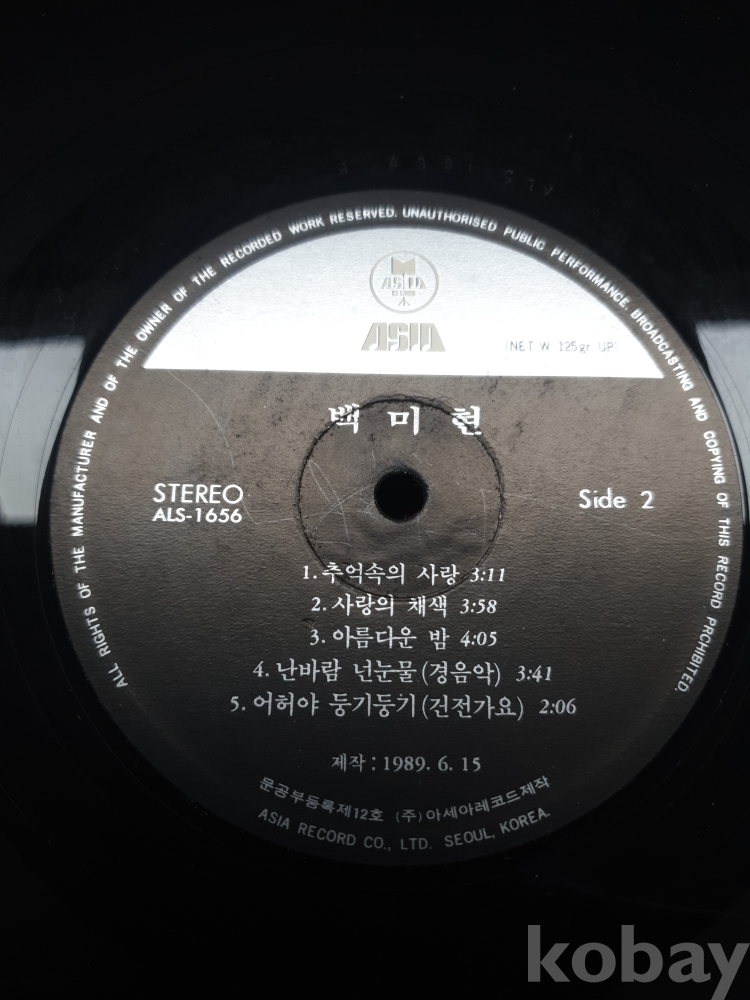 ALL RIGHTS OF THE MANUFACTURER AND OF THE OWNER OF THE RECORDED WORK RESERVED. UNAUTHORISED PUBLIC PERFORMANCE. BROADCASTING AND COPYING OF THIS RECORD PRCHIBITED.
ASIA
RECORD
ASIA
(NET W 125gr UP)
백 미 현
STEREO
ALS-1656
Side 2
1. 추억속의 사랑 3:11
2. 사랑의 채색 3:58
3. 아름다운 밤 4:05
4. 난바람 넌눈물 (경음악) 3:41
5. 어허야 둥기둥기 (건전가요) 2:06
제작 : 1989. 6. 15
문공부등록제12호 (주) 아세아레코드제작
ASIA RECORD CO., LTD. SEOUL, KOREA.
kobay